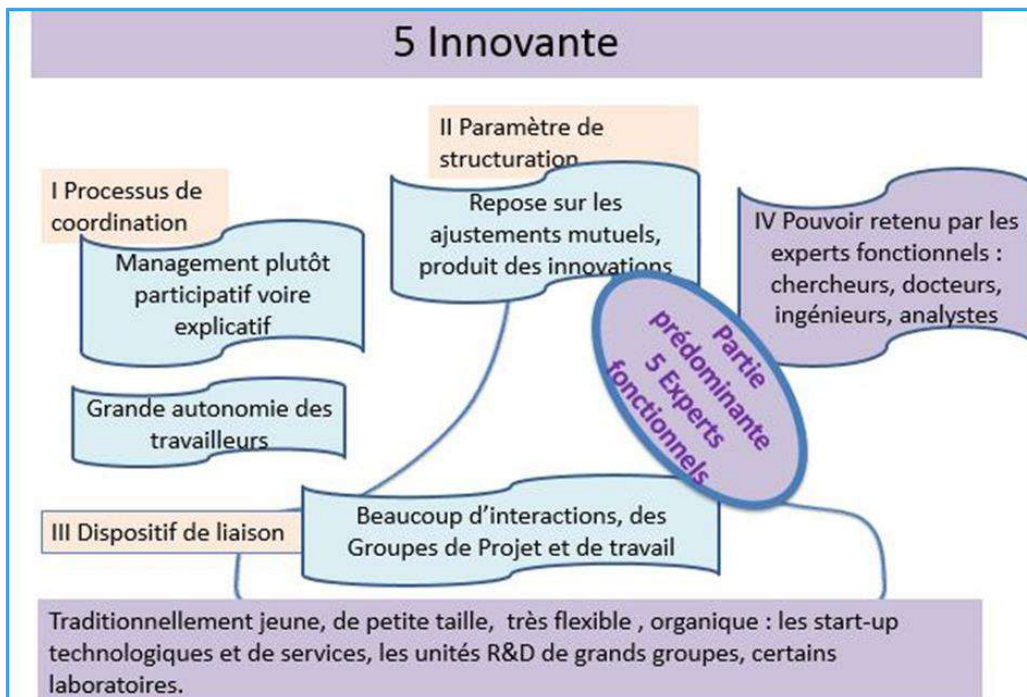 5 Innovante
I Processus de
coordination
Management plutôt
participatif voire
explicatif
Grande autonomie des
travailleurs
II Paramètre de
structuration
Repose sur les
ajustements mutuels,
produit des innovations
III Dispositif de liaison
Beaucoup d'interactions, des
Groupes de Projet et de travail
IV Pouvoir retenu par les
experts fonctionnels :
chercheurs, docteurs,
ingénieurs, analystes
Partie
prédominante
5 Experts
fonctionnels
Traditionnellement jeune, de petite taille, très flexible , organique : les start-up
technologiques et de services, les unités R&D de grands groupes, certains
laboratoires.